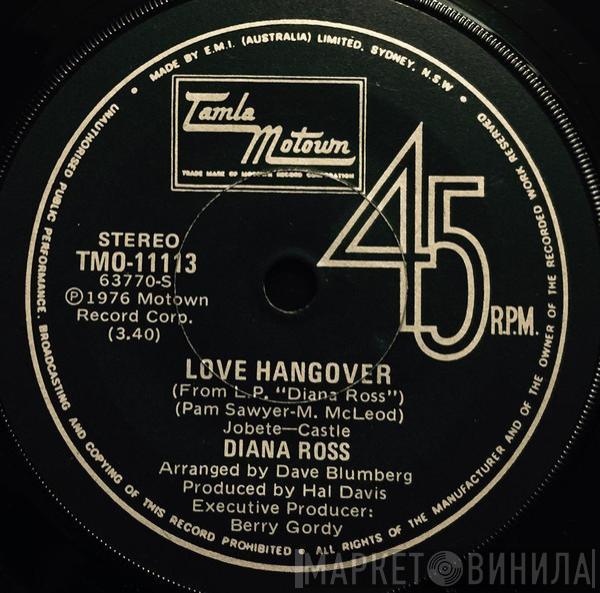 MADE BY E.M.I. (AUSTRALIA) LIMITED. SYDNEY, N.S.W.
Tamla
Motown
TRADE MARK OF MOTOWN RECORD CORPORATION
45
R.P.M.
STEREO
TMO-11113
63770-S
℗1976 Motown
Record Corp.
(3.40)
LOVE HANGOVER
(From L.P. "Diana Ross")
(Pam Sawyer-M. McLeod)
Jobete-Castle
DIANA ROSS
Arranged by Dave Blumberg
Produced by Hal Davis
Executive Producer:
Berry Gordy
UNAUTHORISED PUBLIC PERFORMANCE, BROADCASTING AND COPYING OF THIS RECORD PROHIBITED • ALL RIGHTS OF THE MANUFACTURER AND OF THE OWNER OF THE RECORDED WORK RESERVED
МАРКЕТ ВИНИЛА